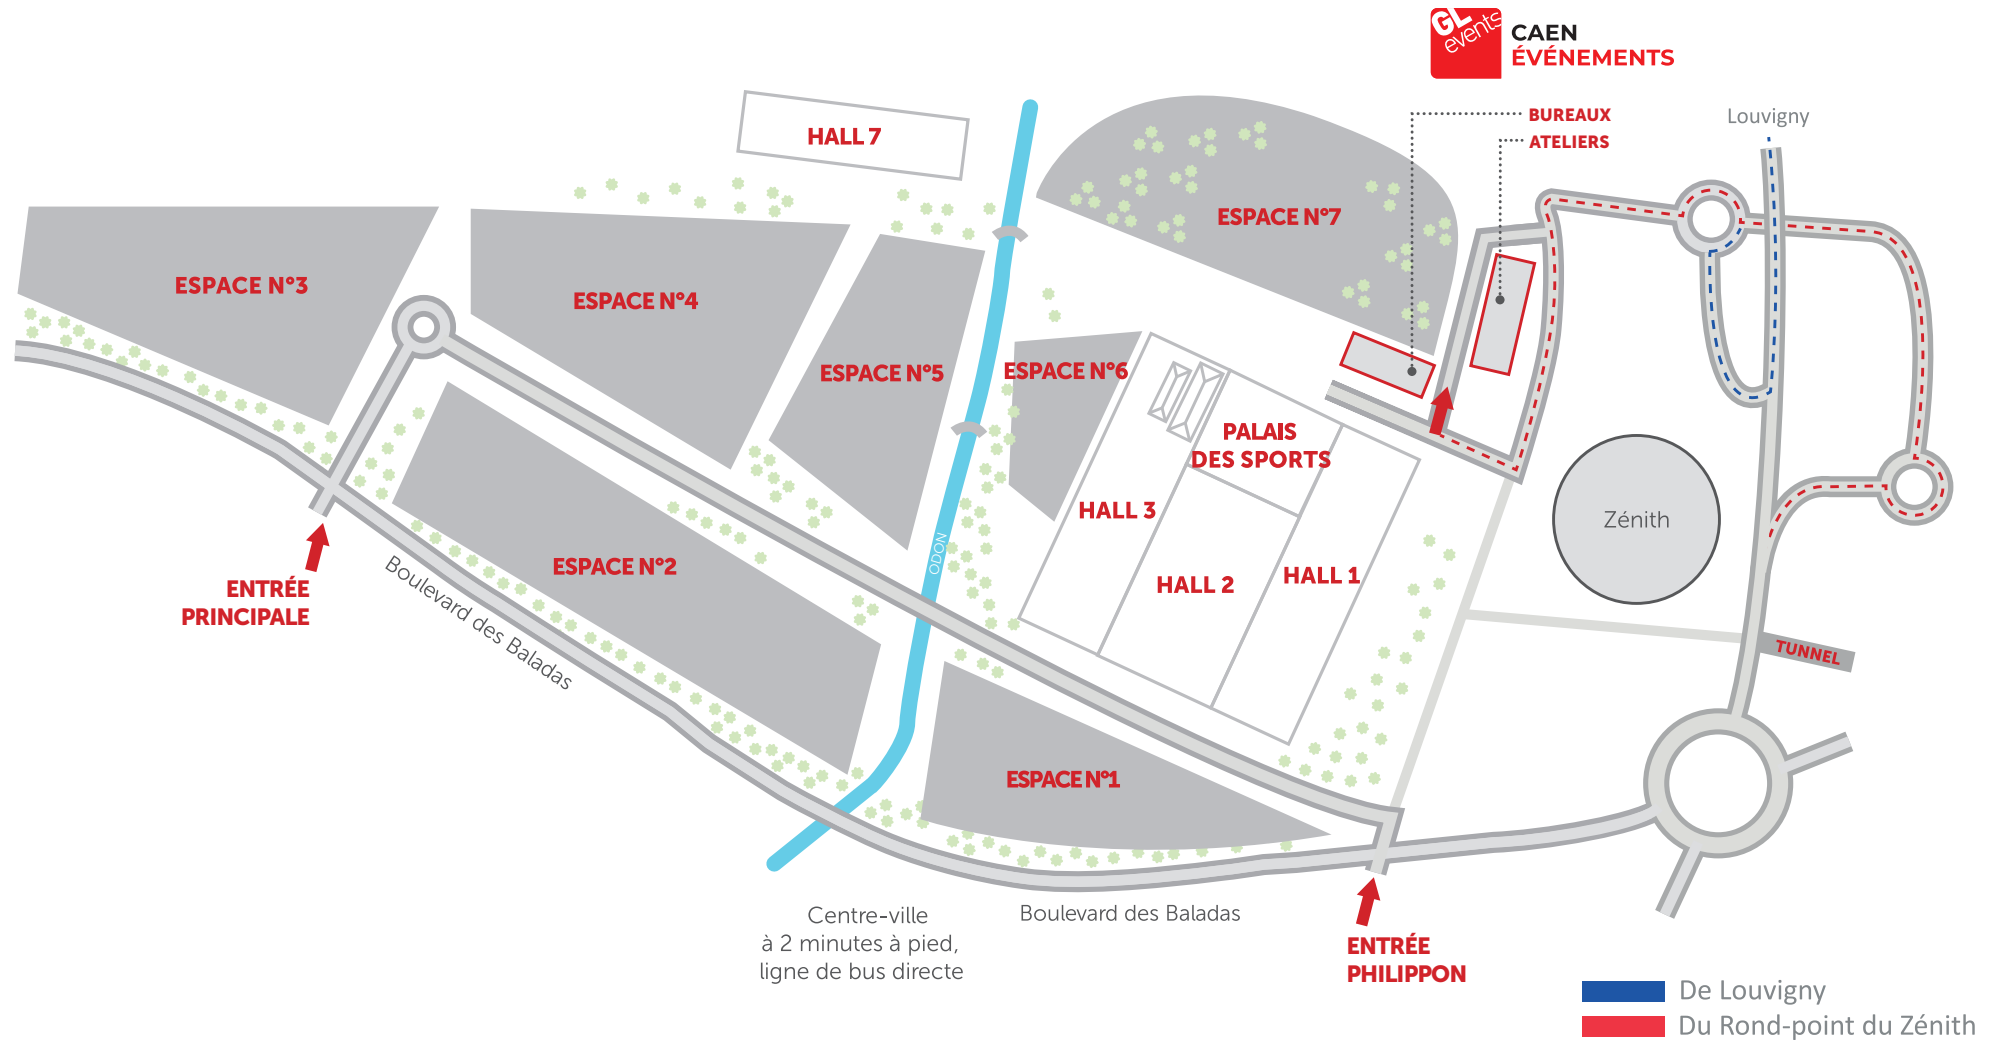 GL
events
CAEN
ÉVÉNEMENTS
BUREAUX
ATELIERS
Louvigny
HALL 7
ESPACE N°7
ESPACE N°3
ESPACE N°4
ESPACE N°5
ESPACE N°6
PALAIS
DES SPORTS
HALL 3
HALL 2
HALL 1
Zénith
ODON
ESPACE N°2
ENTRÉE
PRINCIPALE
Boulevard des Baladas
TUNNEL
ESPACE N°1
Centre-ville
à 2 minutes à pied,
ligne de bus directe
Boulevard des Baladas
ENTRÉE
PHILIPPON
De Louvigny
Du Rond-point du Zénith